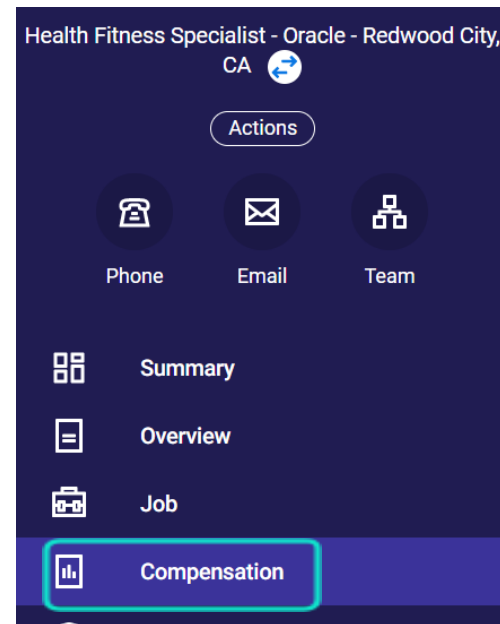 Health Fitness Specialist - Oracle - Redwood City,
CA
Actions
Phone Email Team
Summary
Overview
Job
Compensation